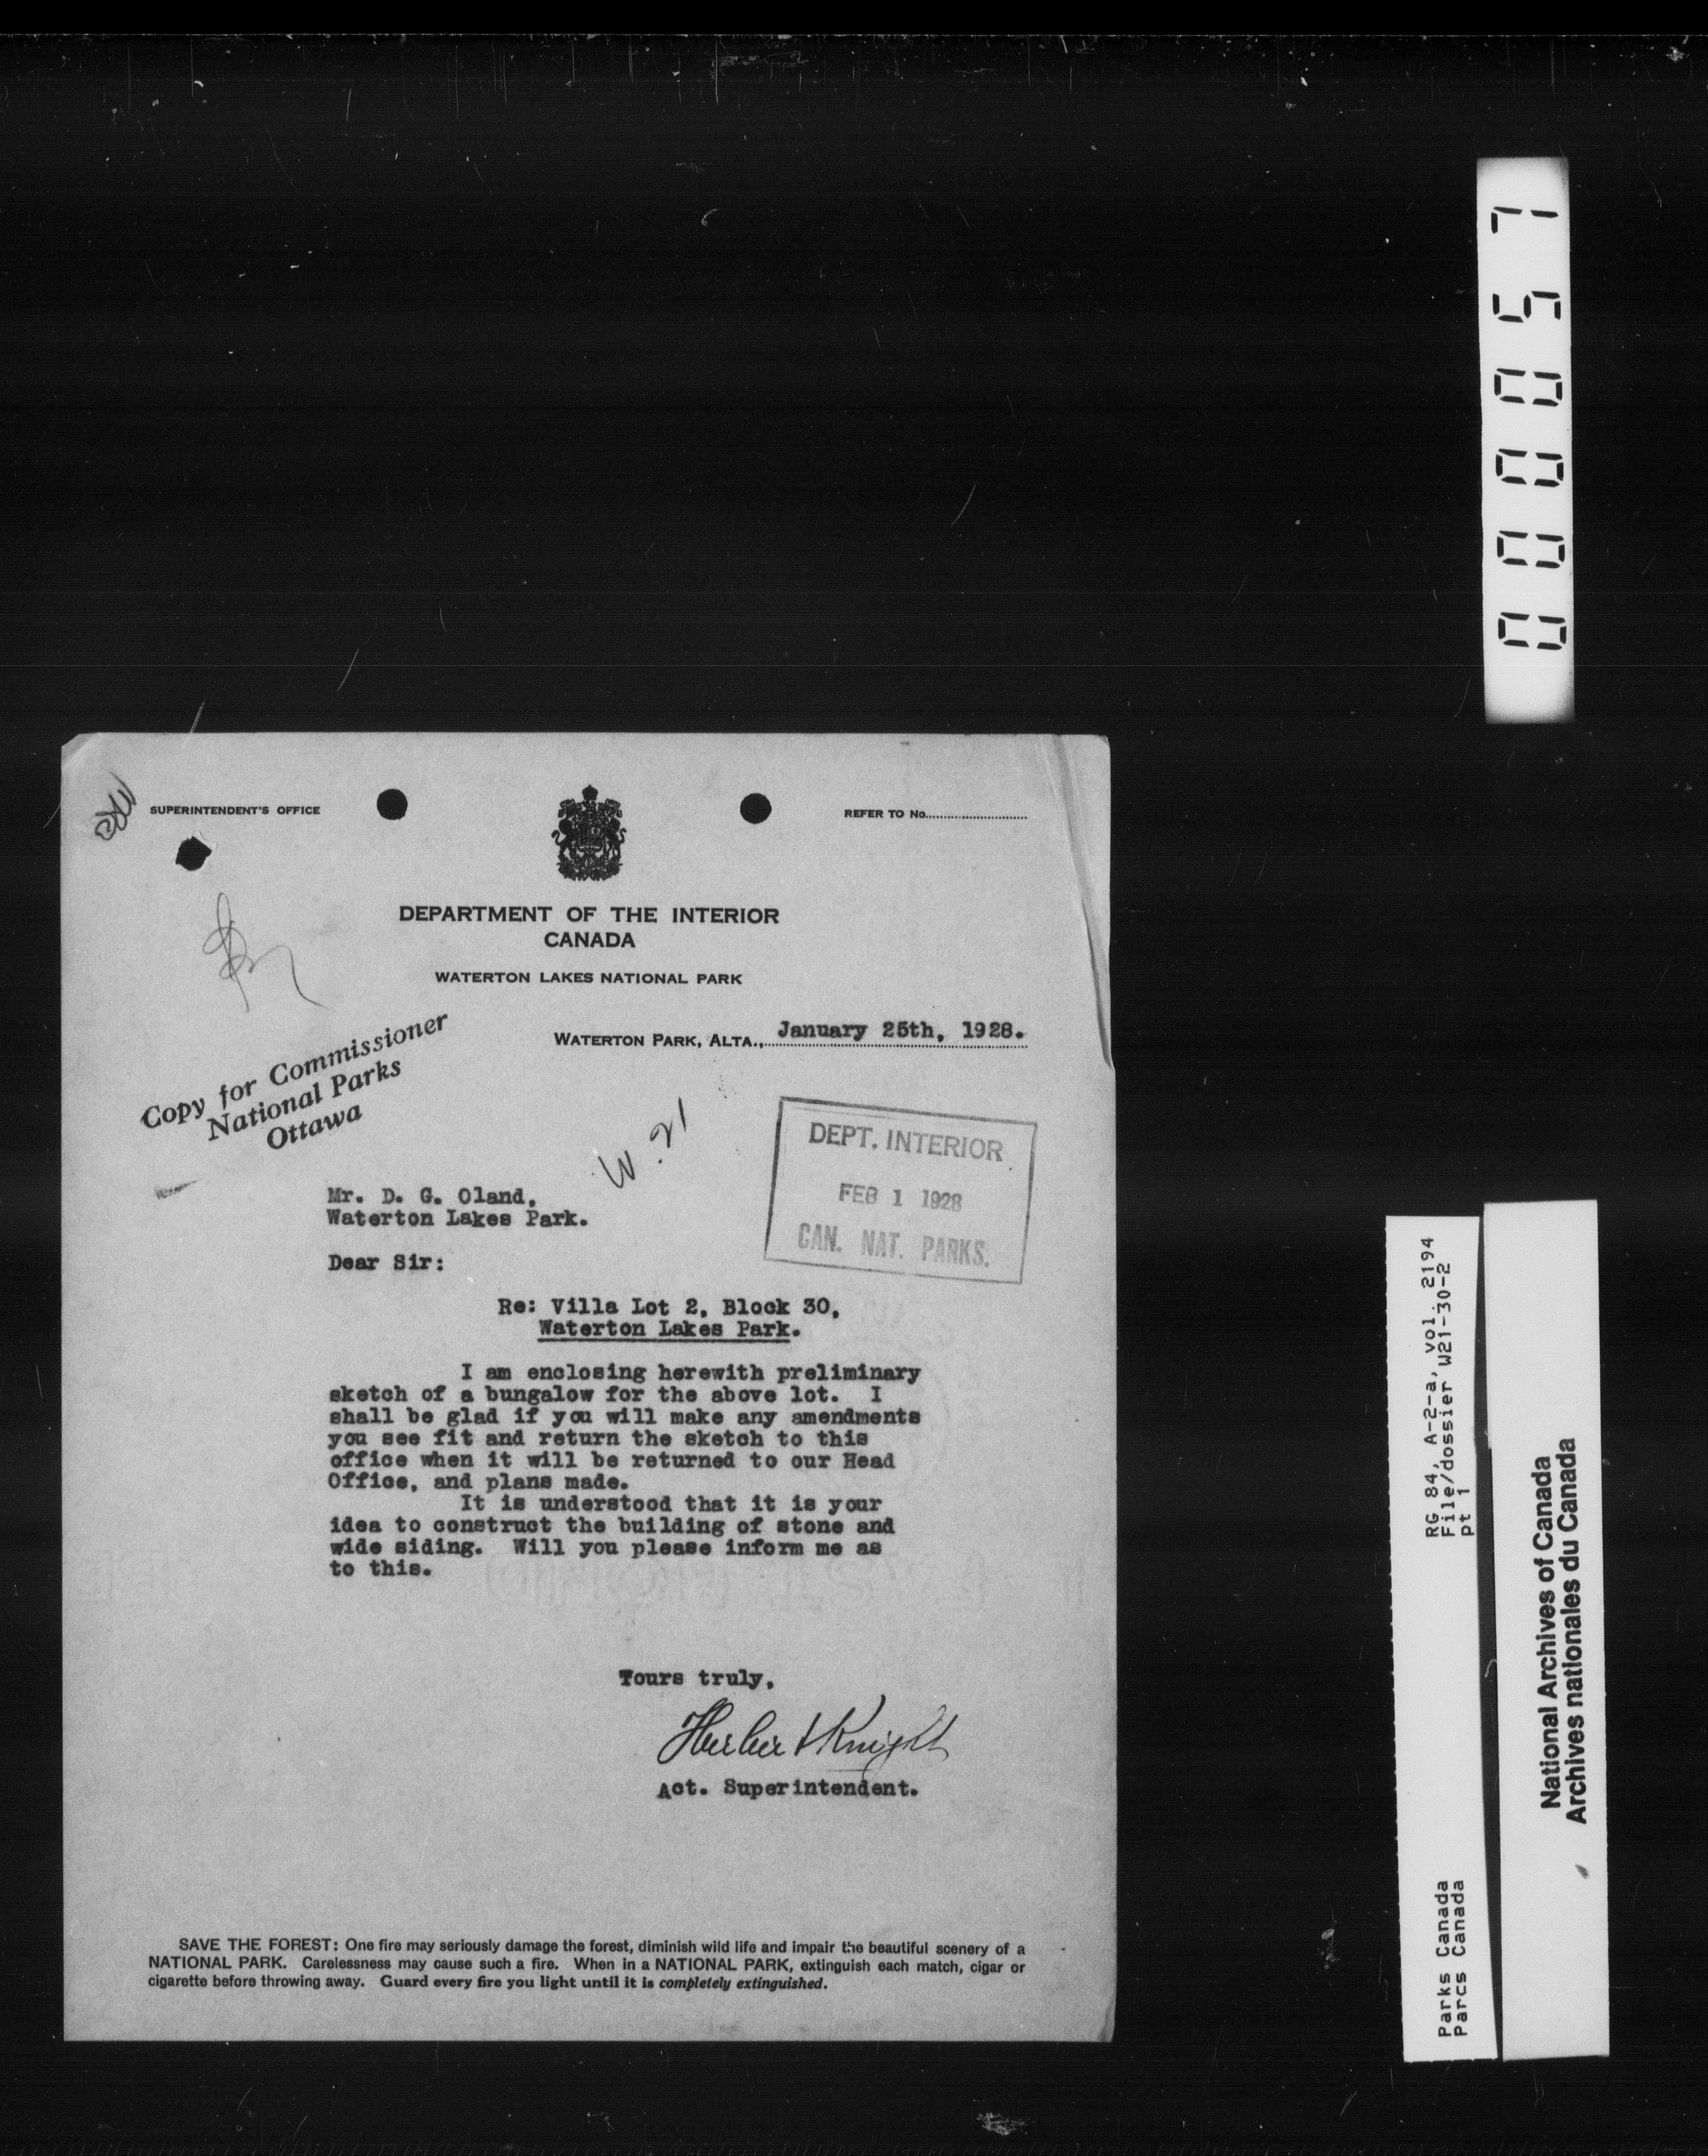 SUPERINTENDENT'S OFFICE
REFER TO No.
DEPARTMENT OF THE INTERIOR
CANADA
WATERTON LAKES NATIONAL PARK
WATERTON PARK, ALTA., January 25th, 1928.
Copy for Commissioner
National Parks
Ottawa
W.21
DEPT. INTERIOR
FEB 1 1928
CAN. NAT. PARKS.
Mr. D. G. Oland,
Waterton Lakes Park.
Dear Sir:
Re: Villa Lot 2, Block 30,
Waterton Lakes Park.
I am enclosing herewith preliminary
sketch of a bungalow for the above lot. I
shall be glad if you will make any amendments
you see fit and return the sketch to this
office when it will be returned to our Head
Office, and plans made.
It is understood that it is your
idea to construct the building of stone and
wide siding. Will you please inform me as
to this.
Yours truly,
Herbert Knight
Act. Superintendent.
SAVE THE FOREST: One fire may seriously damage the forest, diminish wild life and impair the beautiful scenery of a
NATIONAL PARK. Carelessness may cause such a fire. When in a NATIONAL PARK, extinguish each match, cigar or
cigarette before throwing away. Guard every fire you light until it is completely extinguished.
000057
RG 84, A-2-a, vol. 2194
File/dossier W21-30-2
Pt 1
Parks Canada
Parcs Canada
National Archives of Canada
Archives nationales du Canada